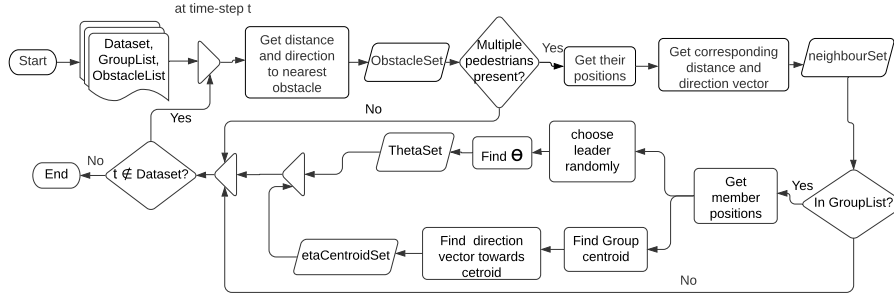 at time-step t
Start
Dataset,
GroupList,
ObstacleList
Get distance
and direction
to nearest
obstacle
ObstacleSet
Multiple
pedestrians
present?
Yes
Get their
positions
Get corresponding
distance and
direction vector
neighbourSet
No
Yes
End
No
t ∉ Dataset?
ThetaSet
Find Θ
choose
leader
randomly
Get
member
positions
Yes
In GroupList?
etaCentroidSet
Find direction
vector towards
cetroid
Find Group
centroid
No